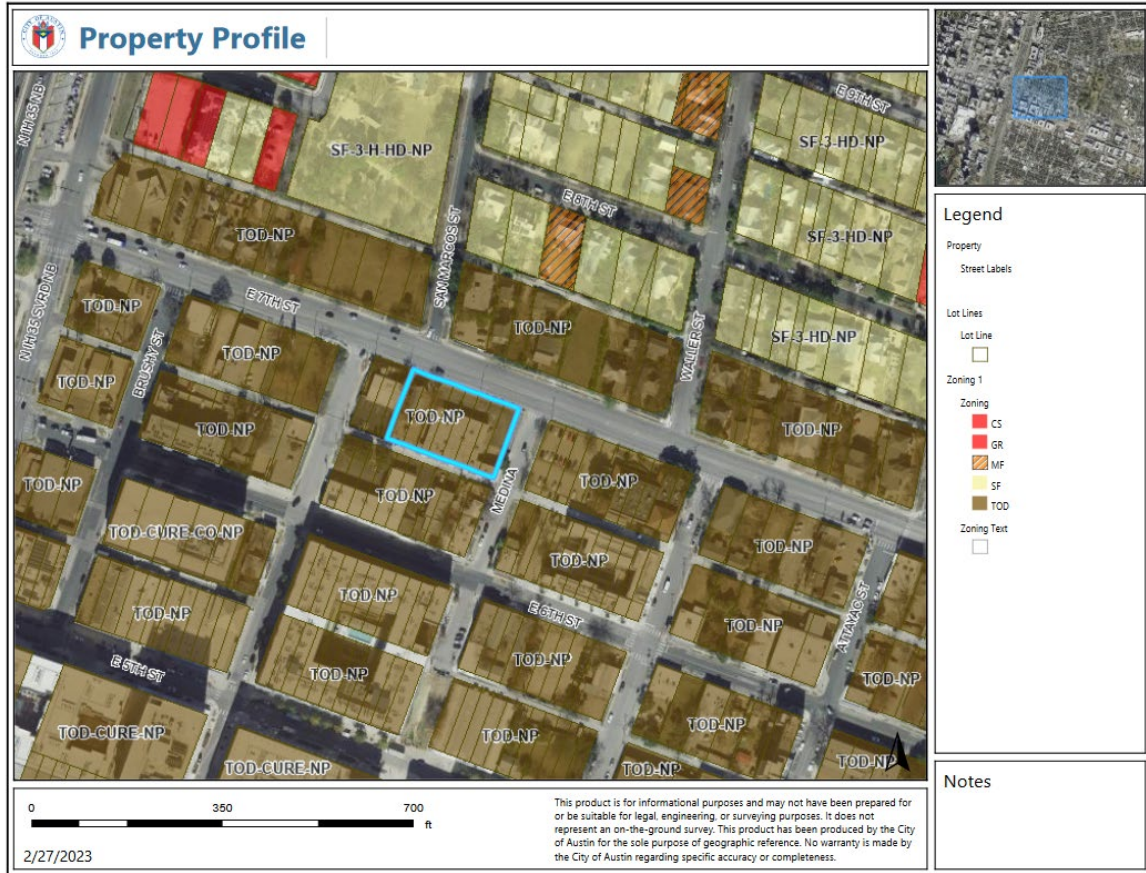 CITY OF AUSTIN
Property Profile
N IH 35 NB
E 9TH ST
SF-3-H-HD-NP
SF-3-HD-NP
E 8TH ST
SAN MARCOS ST
TOD-NP
SF-3-HD-NP
N IH 35 SVRD NB
E 7TH ST
TOD-NP
TOD-NP
WALLER ST
SF-3-HD-NP
BRUSHY ST
TOD-NP
TOD-NP
TOD-NP
TOD-NP
TOD-NP
TOD-NP
TOD-NP
MEDINA
TOD-NP
TOD-NP
TOD-CURE-CO-NP
TOD-NP
TOD-NP
TOD-NP
TOD-NP
E 6TH ST
TOD-NP
ATTAYAC ST
E 5TH ST
TOD-NP
TOD-NP
TOD-NP
TOD-CURE-NP
TOD-NP
TOD-NP
TOD-CURE-NP
TOD-NP
TOD-NP
Legend
Property
Street Labels
Lot Lines
Lot Line
Zoning 1
Zoning
CS
GR
MF
SF
TOD
Zoning Text
Notes
0 350 700
ft
2/27/2023
This product is for informational purposes and may not have been prepared for
or be suitable for legal, engineering, or surveying purposes. It does not
represent an on-the-ground survey. This product has been produced by the City
of Austin for the sole purpose of geographic reference. No warranty is made by
the City of Austin regarding specific accuracy or completeness.